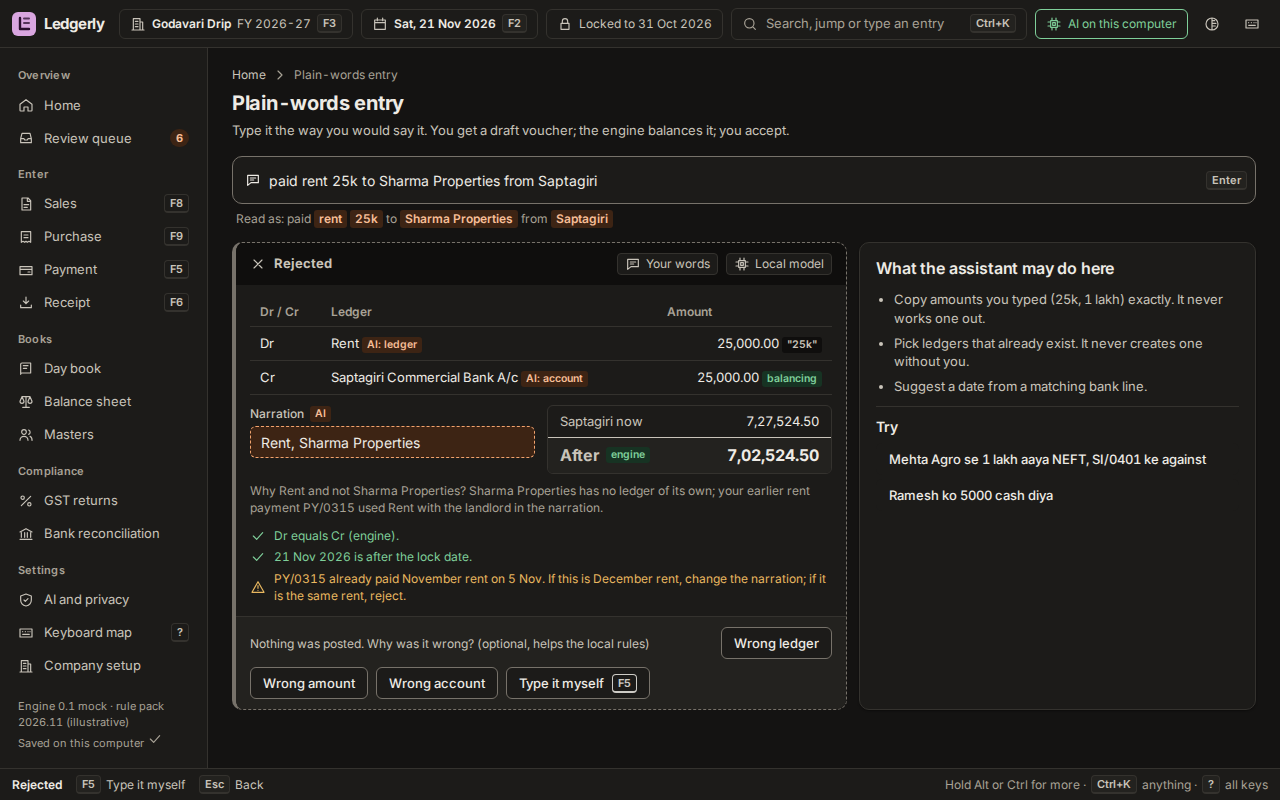 Ledgerly
Godavari Drip FY 2026-27 F3
Sat, 21 Nov 2026 F2
Locked to 31 Oct 2026
Search, jump or type an entry Ctrl+K
AI on this computer
Overview
Home
Review queue 6
Enter
Sales F8
Purchase F9
Payment F5
Receipt F6
Books
Day book
Balance sheet
Masters
Compliance
GST returns
Bank reconciliation
Settings
AI and privacy
Keyboard map ?
Company setup
Engine 0.1 mock · rule pack
2026.11 (illustrative)
Saved on this computer
Home > Plain-words entry
Plain-words entry
Type it the way you would say it. You get a draft voucher; the engine balances it; you accept.
paid rent 25k to Sharma Properties from Saptagiri Enter
Read as: paid rent 25k to Sharma Properties from Saptagiri
Rejected Your words Local model
Dr / Cr Ledger Amount
Dr Rent AI: ledger 25,000.00 "25k"
Cr Saptagiri Commercial Bank A/c AI: account 25,000.00 balancing
Narration AI
Rent, Sharma Properties
Saptagiri now 7,27,524.50
After engine 7,02,524.50
Why Rent and not Sharma Properties? Sharma Properties has no ledger of its own; your earlier rent
payment PY/0315 used Rent with the landlord in the narration.
Dr equals Cr (engine).
21 Nov 2026 is after the lock date.
PY/0315 already paid November rent on 5 Nov. If this is December rent, change the narration; if it
is the same rent, reject.
Nothing was posted. Why was it wrong? (optional, helps the local rules) Wrong ledger
Wrong amount Wrong account Type it myself F5
What the assistant may do here
• Copy amounts you typed (25k, 1 lakh) exactly. It never
works one out.
• Pick ledgers that already exist. It never creates one
without you.
• Suggest a date from a matching bank line.
Try
Mehta Agro se 1 lakh aaya NEFT, SI/0401 ke against
Ramesh ko 5000 cash diya
Rejected F5 Type it myself Esc Back
Hold Alt or Ctrl for more · Ctrl+K anything · ? all keys